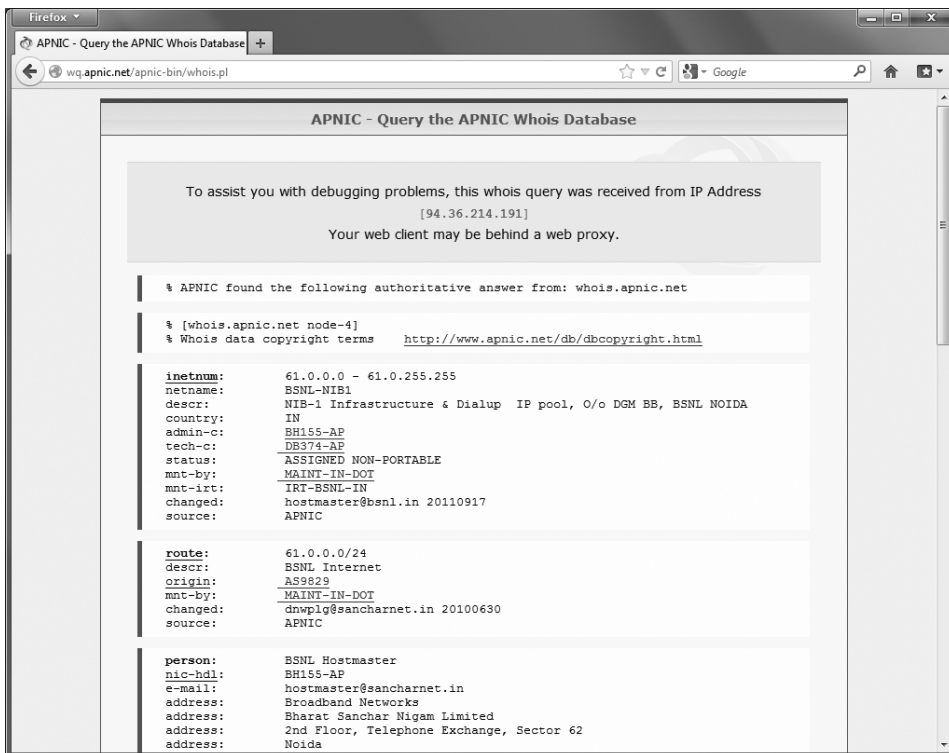 Firefox
APNIC - Query the APNIC Whois Database
wq.apnic.net/apnic-bin/whois.pl
Google
APNIC - Query the APNIC Whois Database
To assist you with debugging problems, this whois query was received from IP Address
[94.36.214.191]
Your web client may be behind a web proxy.
% APNIC found the following authoritative answer from: whois.apnic.net
% [whois.apnic.net node-4]
% Whois data copyright terms http://www.apnic.net/db/dbcopyright.html
inetnum: 61.0.0.0 - 61.0.255.255
netname: BSNL-NIB1
descr: NIB-1 Infrastructure & Dialup IP pool, O/o DGM BB, BSNL NOIDA
country: IN
admin-c: BH155-AP
tech-c: DB374-AP
status: ASSIGNED NON-PORTABLE
mnt-by: MAINT-IN-DOT
mnt-irt: IRT-BSNL-IN
changed: hostmaster@bsnl.in 20110917
source: APNIC
route: 61.0.0.0/24
descr: BSNL Internet
origin: AS9829
mnt-by: MAINT-IN-DOT
changed: dnwplg@sancharnet.in 20100630
source: APNIC
person: BSNL Hostmaster
nic-hdl: BH155-AP
e-mail: hostmaster@sancharnet.in
address: Broadband Networks
address: Bharat Sanchar Nigam Limited
address: 2nd Floor, Telephone Exchange, Sector 62
address: Noida